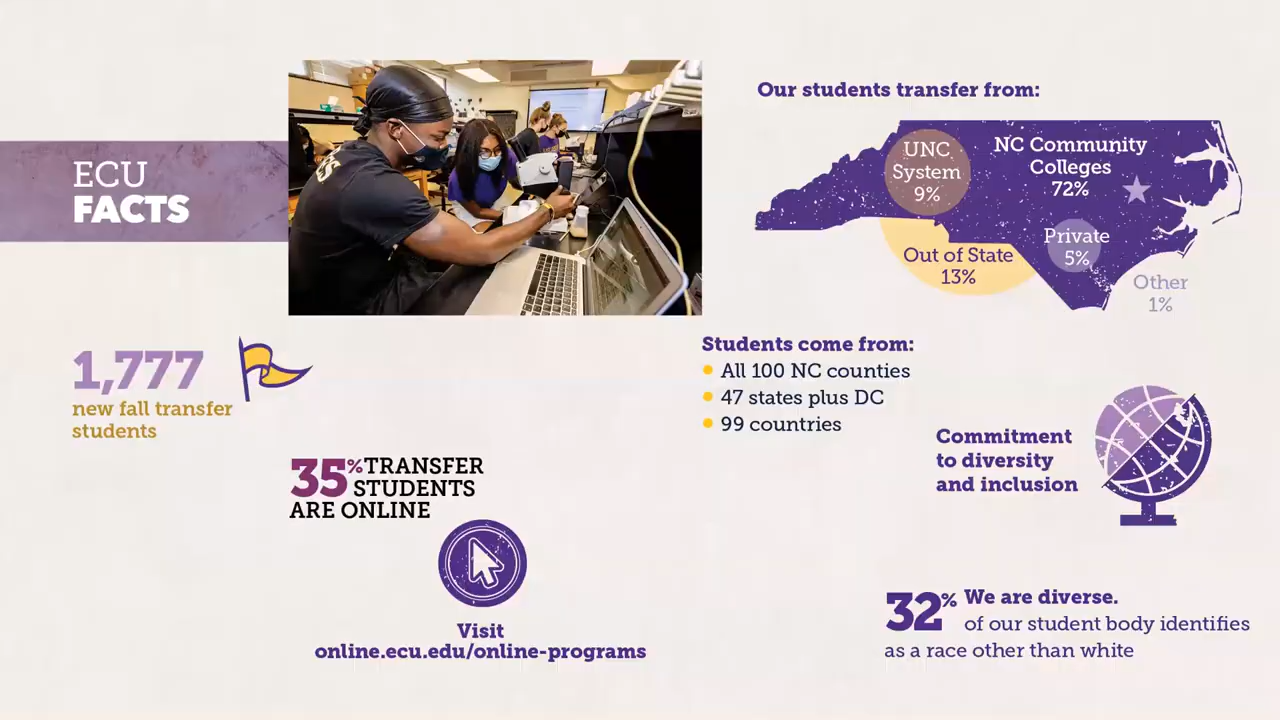 ECU
FACTS
Our students transfer from:
UNC
System
9%
NC Community
Colleges
72%
Out of State
13%
Private
5%
Other
1%
1,777
new fall transfer
students
Students come from:
All 100 NC counties
47 states plus DC
99 countries
Commitment
to diversity
and inclusion
35% TRANSFER
STUDENTS
ARE ONLINE
Visit
online.ecu.edu/online-programs
32% We are diverse.
of our student body identifies
as a race other than white